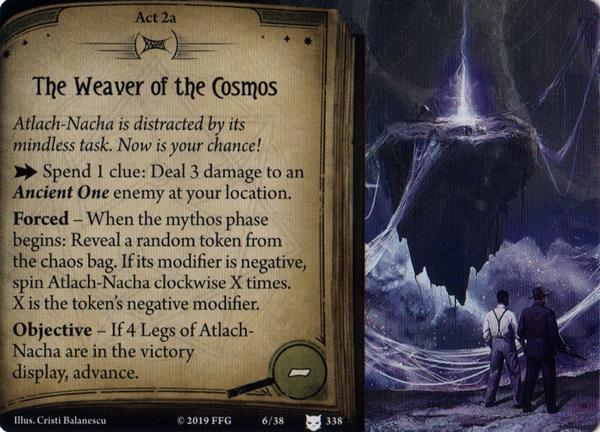 Act 2a
The Weaver of the Cosmos
Atlach-Nacha is distracted by its
mindless task. Now is your chance!
Spend 1 clue: Deal 3 damage to an
Ancient One enemy at your location.
Forced – When the mythos phase
begins: Reveal a random token from
the chaos bag. If its modifier is negative,
spin Atlach-Nacha clockwise X times.
X is the token's negative modifier.
Objective – If 4 Legs of Atlach-
Nacha are in the victory
display, advance.
–
Illus. Cristi Balanescu © 2019 FFG 6/38 338